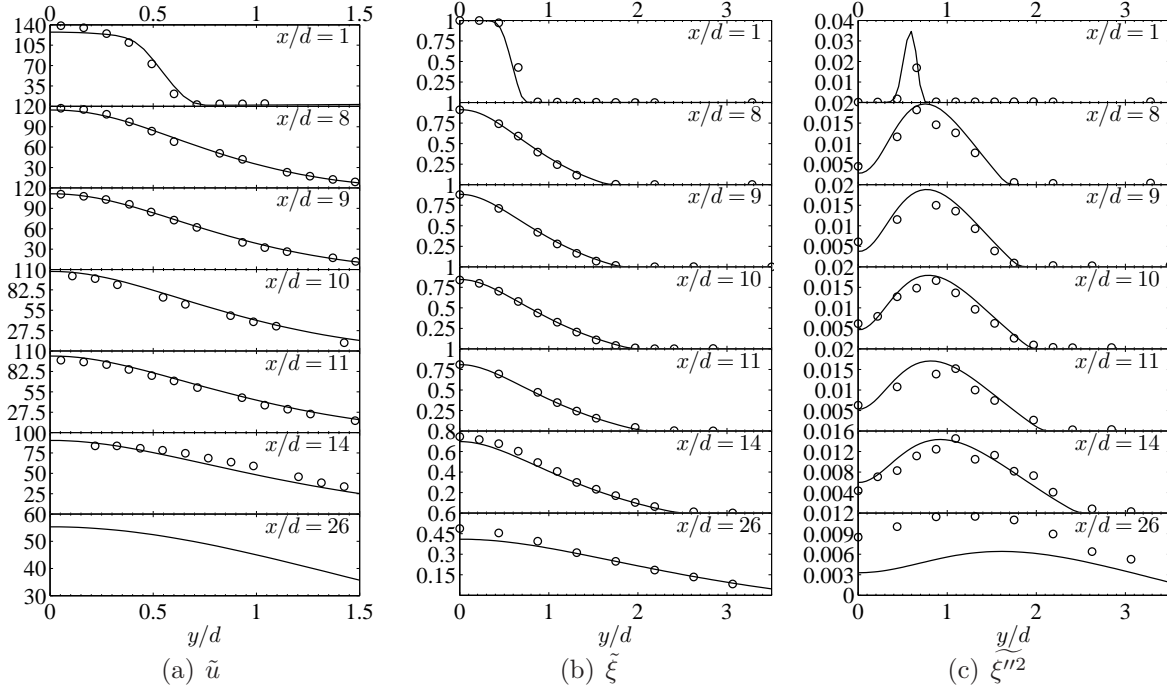 0 0.5 1 1.5
140
105
70
35
x/d = 1
120
90
60
30
x/d = 8
120
90
60
30
x/d = 9
110
82.5
55
27.5
x/d = 10
110
82.5
55
27.5
x/d = 11
100
75
50
25
x/d = 14
60
50
40
30
x/d = 26
0 0.5 1 1.5
y/d
(a) ũ
0 1 2 3
1
0.75
0.5
0.25
x/d = 1
1
0.75
0.5
0.25
x/d = 8
1
0.75
0.5
0.25
x/d = 9
1
0.75
0.5
0.25
x/d = 10
1
0.75
0.5
0.25
x/d = 11
0.8
0.6
0.4
0.2
x/d = 14
0.6
0.45
0.3
0.15
x/d = 26
0 1 2 3
y/d
(b) ξ̃
0 1 2 3
0.04
0.03
0.02
0.01
x/d = 1
0.02
0.015
0.01
0.005
x/d = 8
0.02
0.015
0.01
0.005
x/d = 9
0.02
0.015
0.01
0.005
x/d = 10
0.02
0.015
0.01
0.005
x/d = 11
0.016
0.012
0.008
0.004
x/d = 14
0.012
0.009
0.006
0.003
0
x/d = 26
0 1 2 3
y/d
(c) ξ''2